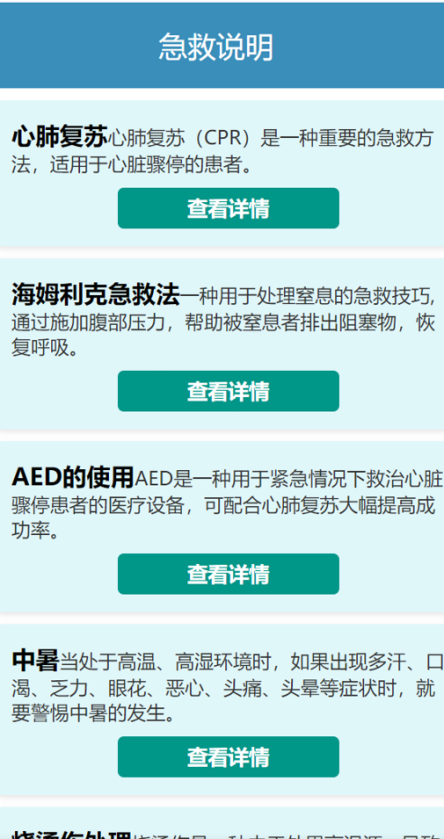 急救说明
心肺复苏心肺复苏（CPR）是一种重要的急救方
法，适用于心脏骤停的患者。
查看详情
海姆利克急救法一种用于处理窒息的急救技巧,
通过施加腹部压力，帮助被窒息者排出阻塞物，恢
复呼吸。
查看详情
AED的使用AED是一种用于紧急情况下救治心脏
骤停患者的医疗设备，可配合心肺复苏大幅提高成
功率。
查看详情
中暑当处于高温、高湿环境时，如果出现多汗、口
渴、乏力、眼花、恶心、头痛、头晕等症状时，就
要警惕中暑的发生。
查看详情
烧烫伤处理